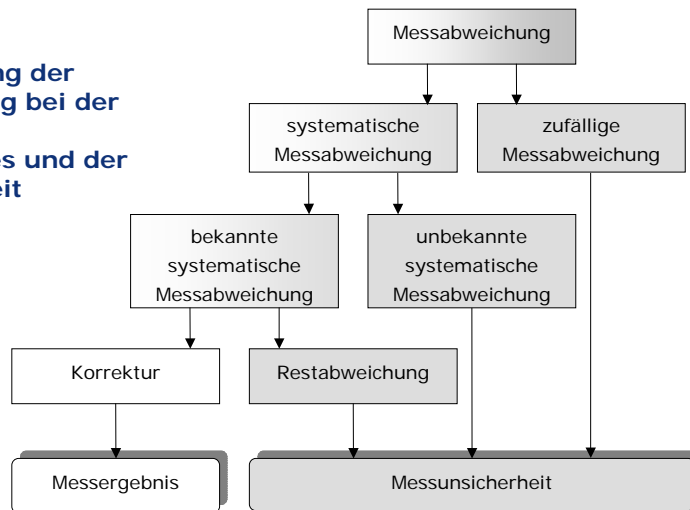 ng der
g bei der
es und der
eit
Messabweichung
systematische
Messabweichung
zufällige
Messabweichung
bekannte
systematische
Messabweichung
unbekannte
systematische
Messabweichung
Korrektur
Restabweichung
Messergebnis
Messunsicherheit